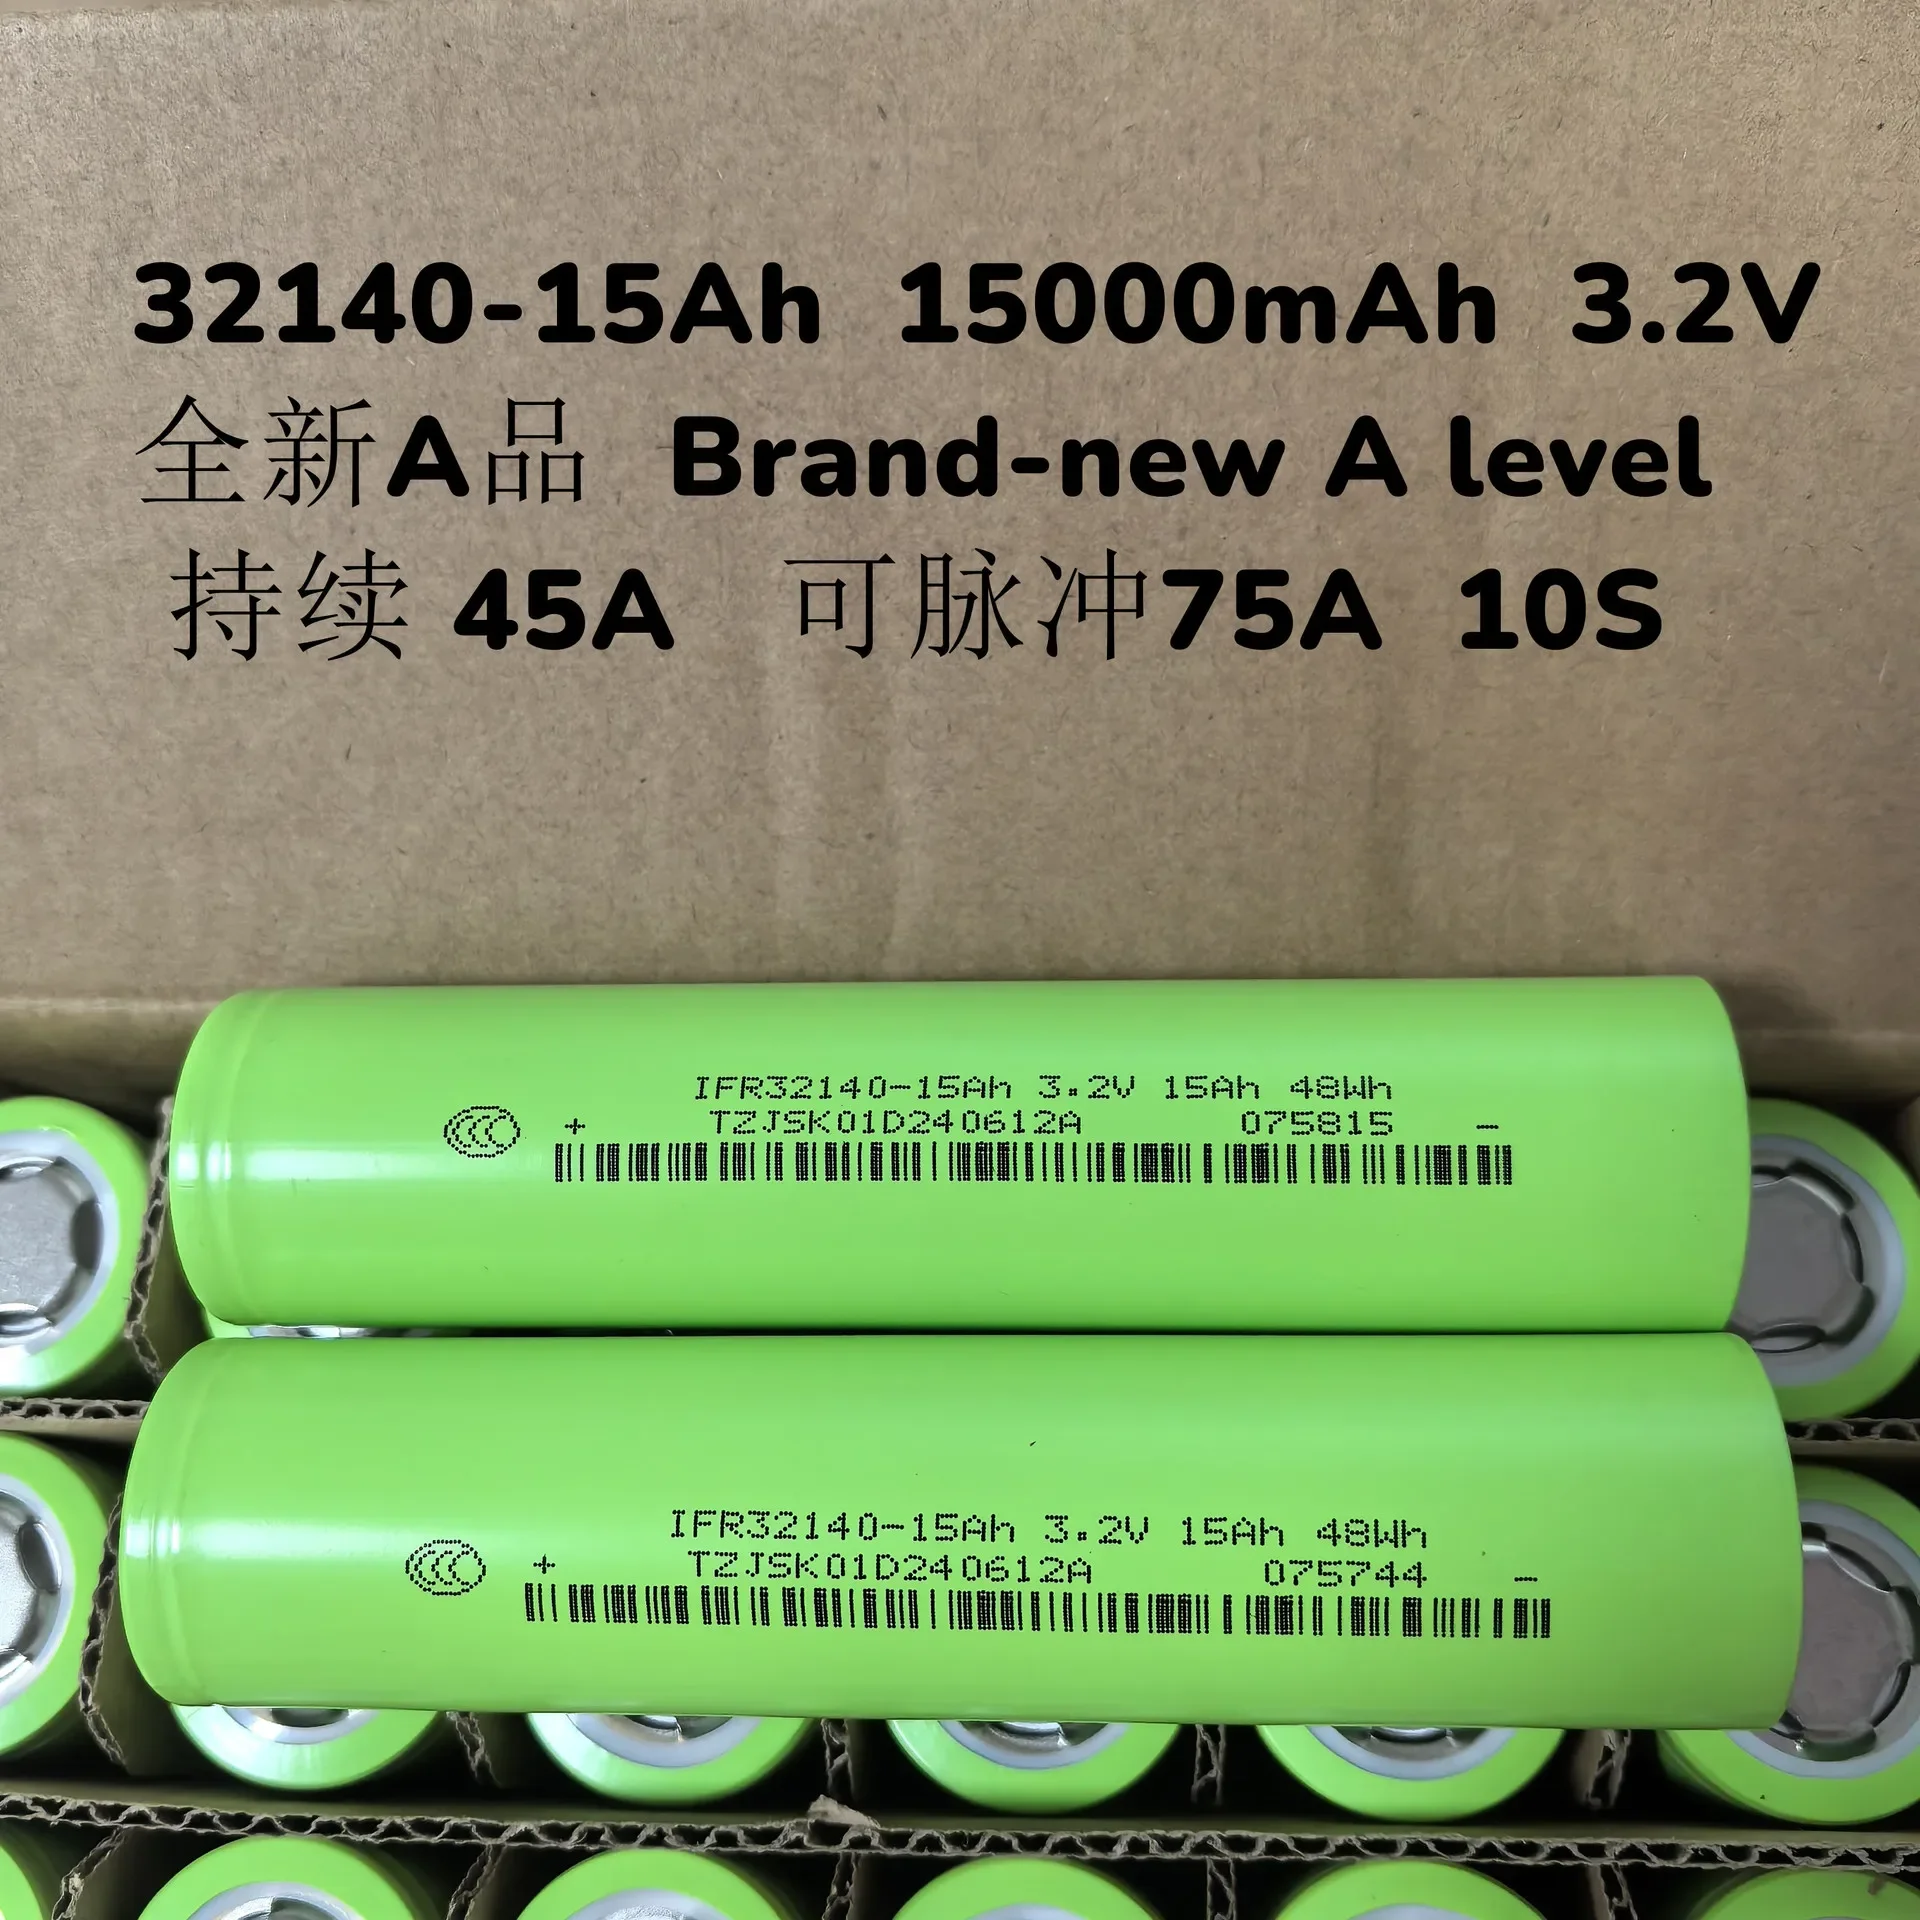 32140-15Ah 15000mAh 3.2V
全新A品 Brand-new A level
持续 45A 可脉冲75A 10S
IFR32140-15Ah 3.2V 15Ah 48Wh
CCC + TZJSK01D240612A 075815 -
IFR32140-15Ah 3.2V 15Ah 48Wh
CCC + TZJSK01D240612A 075744 -